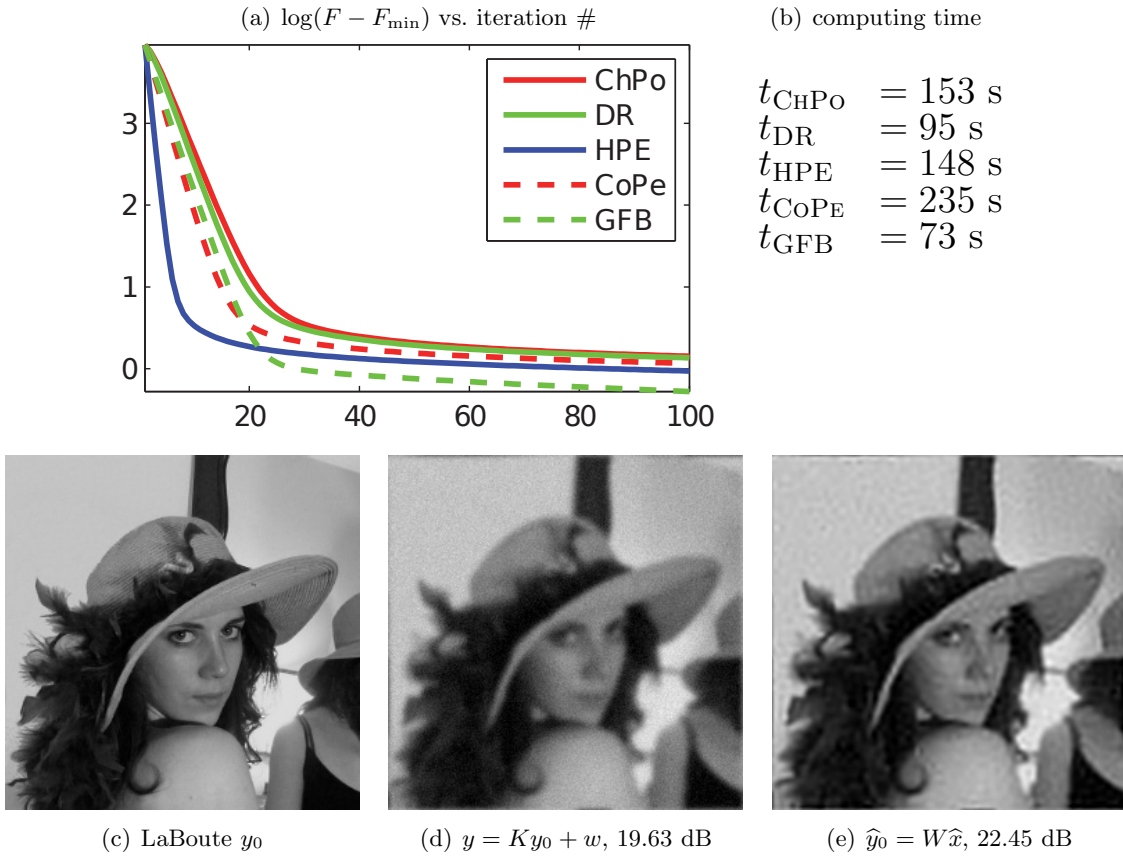 (a) log(F − F_min) vs. iteration #
(b) computing time
3
2
1
0
20
40
60
80
100
ChPo
DR
HPE
CoPe
GFB
t_ChPo = 153 s
t_DR = 95 s
t_HPE = 148 s
t_CoPe = 235 s
t_GFB = 73 s
(c) LaBoute y₀
(d) y = Ky₀ + w, 19.63 dB
(e) ŷ₀ = Wx̂, 22.45 dB